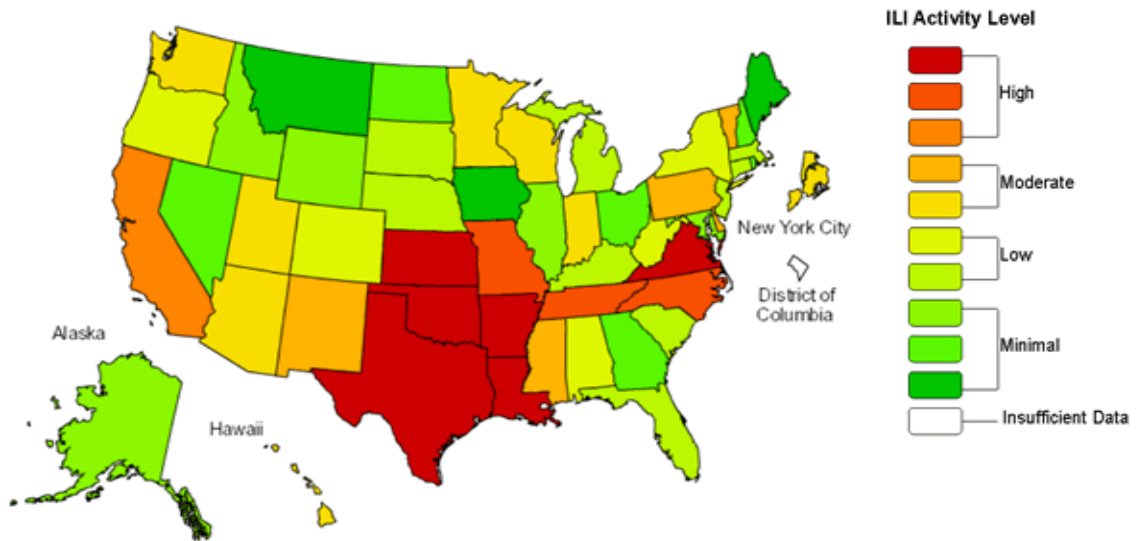 ILI Activity Level
High
Moderate
New York City
Low
District of
Columbia
Alaska
Minimal
Hawaii
Insufficient Data